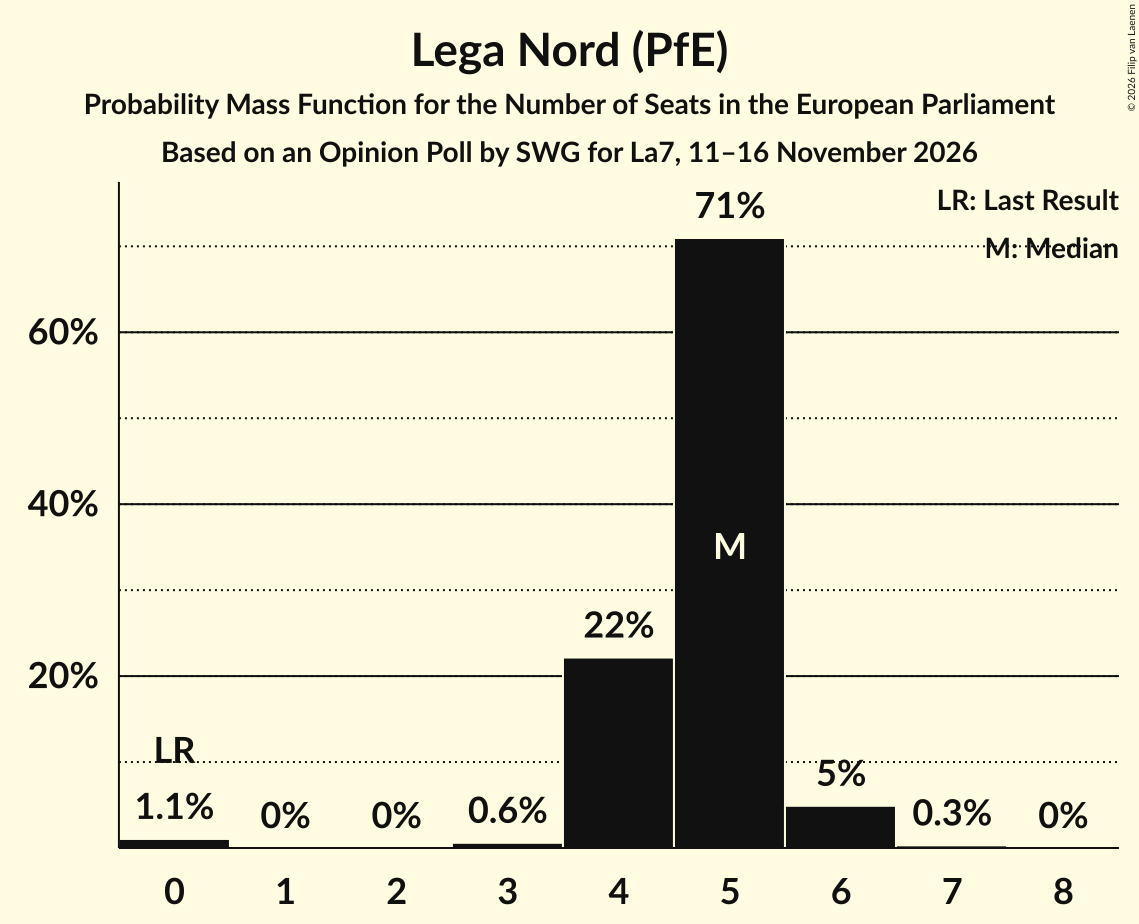 Lega Nord (PfE)
Probability Mass Function for the Number of Seats in the European Parliament
Based on an Opinion Poll by SWG for La7, 11–16 November 2026
© 2026 Filip van Laenen
LR: Last Result
M: Median
71%
60%
40%
M
22%
20%
LR
1.1%
0%
0%
0.6%
5%
0.3%
0%
0 1 2 3 4 5 6 7 8